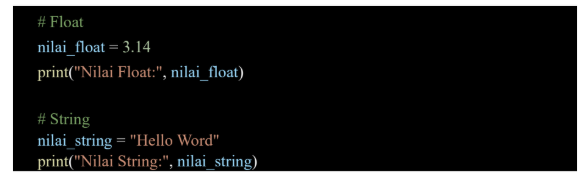 # Float
nilai_float = 3.14
print("Nilai Float:", nilai_float)
# String
nilai_string = "Hello Word"
print("Nilai String:", nilai_string)